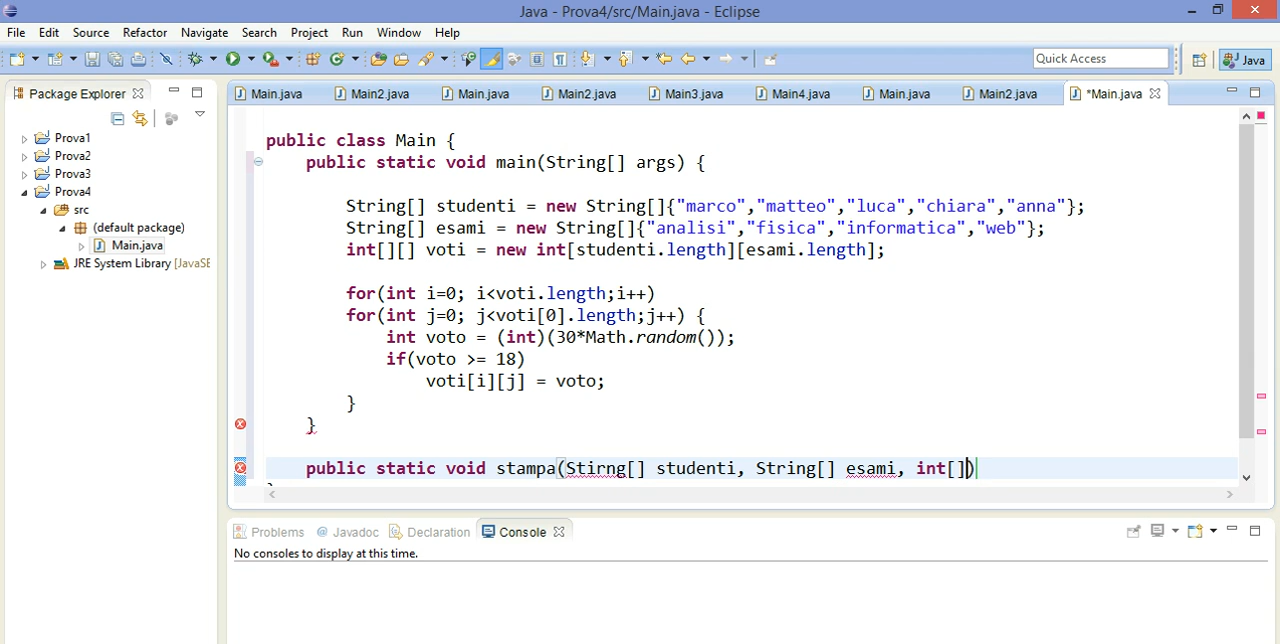 Java - Prova4/src/Main.java - Eclipse
File Edit Source Refactor Navigate Search Project Run Window Help
Quick Access
Java
Package Explorer
Main.java Main2.java Main.java Main2.java Main3.java Main4.java Main.java Main2.java *Main.java
Prova1
Prova2
Prova3
Prova4
src
(default package)
Main.java
JRE System Library [JavaSE
public class Main {
public static void main(String[] args) {
String[] studenti = new String[]{"marco","matteo","luca","chiara","anna"};
String[] esami = new String[]{"analisi","fisica","informatica","web"};
int[][] voti = new int[studenti.length][esami.length];
for(int i=0; i<voti.length;i++)
for(int j=0; j<voti[0].length;j++) {
int voto = (int)(30*Math.random());
if(voto >= 18)
voti[i][j] = voto;
}
}
public static void stampa(Stirng[] studenti, String[] esami, int[])
Problems Javadoc Declaration Console
No consoles to display at this time.